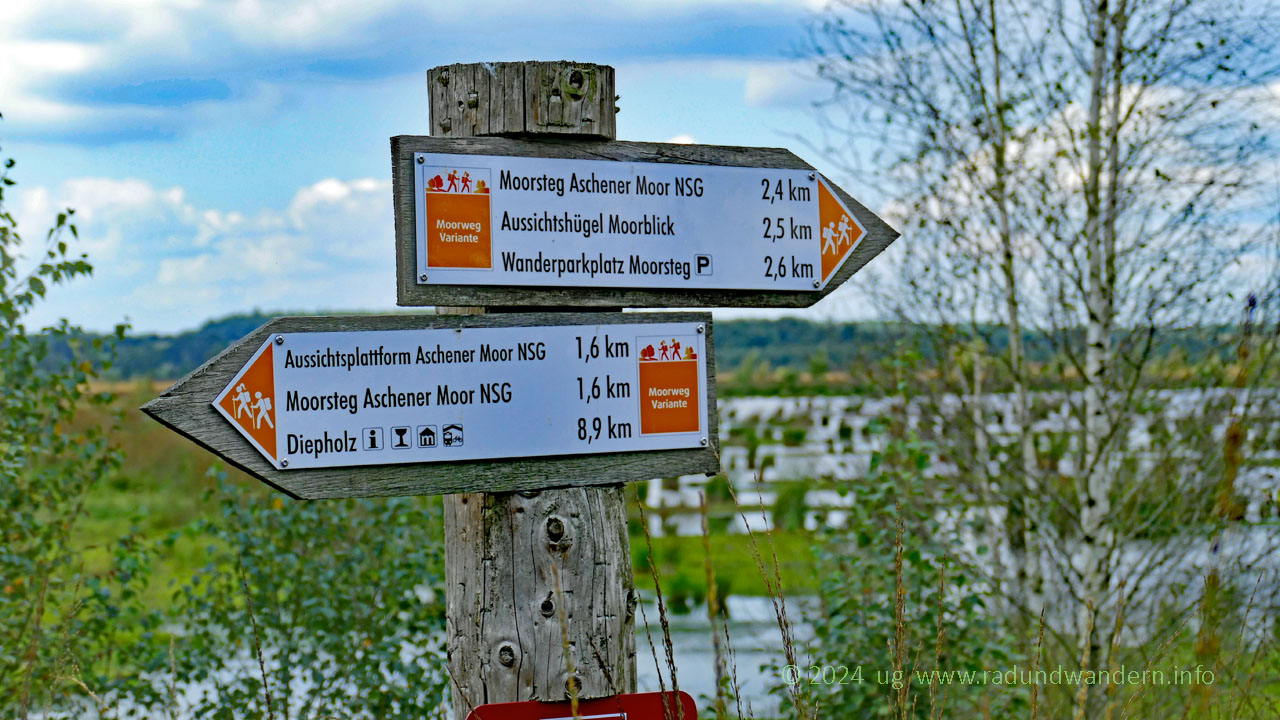 Moorweg
Variante
Moorsteg Aschener Moor NSG 2,4 km
Aussichtshügel Moorblick 2,5 km
Wanderparkplatz Moorsteg P 2,6 km
Aussichtsplattform Aschener Moor NSG 1,6 km
Moorsteg Aschener Moor NSG 1,6 km
Diepholz i 8,9 km
Moorweg
Variante
© 2024 ug www.radundwandern.info